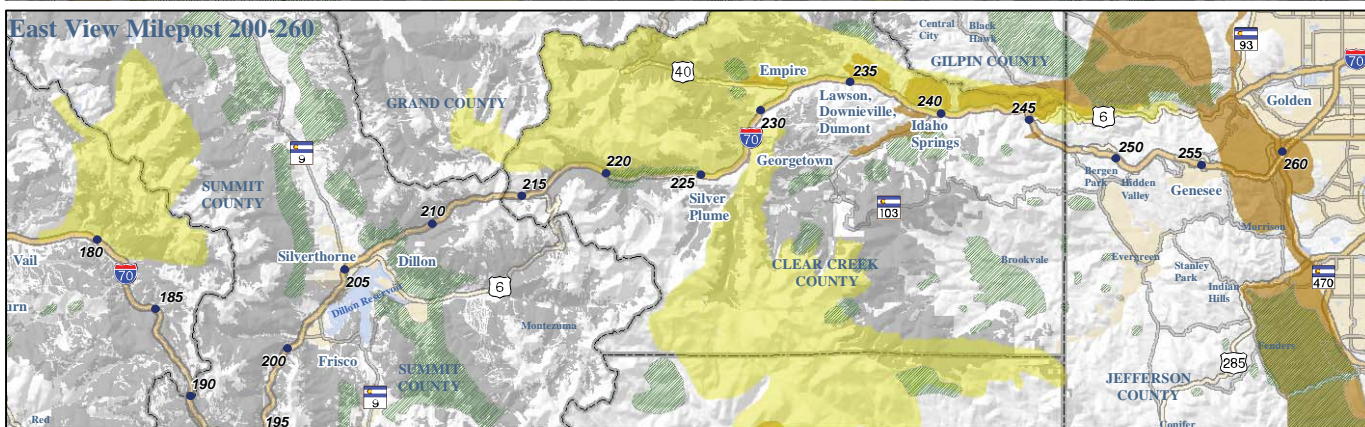 East View Milepost 200-260
Central
City
Black
Hawk
93
70
GILPIN COUNTY
40
Empire
235
GRAND COUNTY
Lawson,
Downieville,
Dumont
240
245
6
Golden
9
230
Idaho
Springs
70
220
Georgetown
250
255
260
SUMMIT
COUNTY
215
225
Bergen
Park
Hidden
Valley
Genesee
210
Silver
Plume
103
180
Morrison
Vail
Silverthorne
Dillon
CLEAR CREEK
COUNTY
Brookvale
Evergreen
Stanley
Park
70
205
6
470
185
Dillon Reservoir
Indian
Hills
urn
Montezuma
200
Frisco
Fenders
SUMMIT
COUNTY
285
190
9
JEFFERSON
COUNTY
Red
195
Conifer